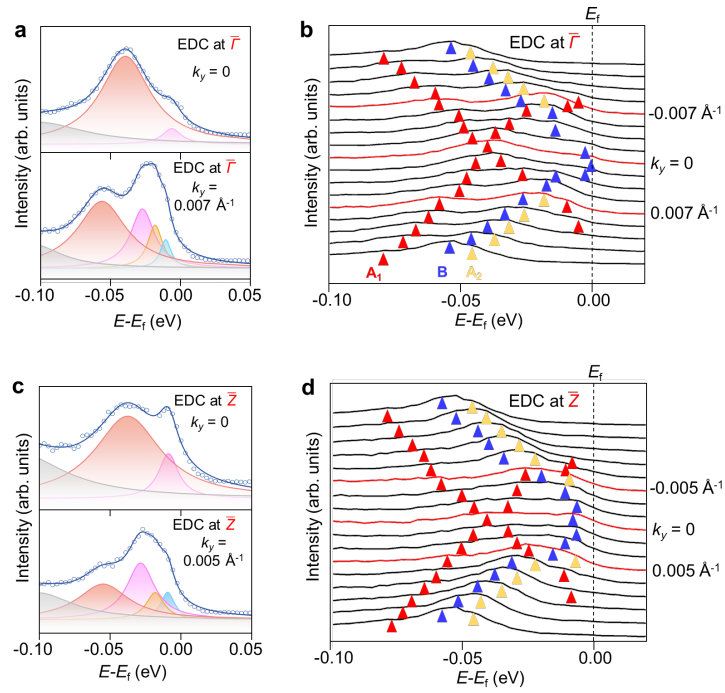 a
EDC at Γ̅
k_y = 0
EDC at Γ̅
k_y =
0.007 Å⁻¹
Intensity (arb. units)
-0.10 -0.05 0.00 0.05
E-E_f (eV)
b
E_f
EDC at Γ̅
-0.007 Å⁻¹
k_y = 0
0.007 Å⁻¹
A₁ B A₂
Intensity (arb. units)
-0.10 -0.05 0.00
E-E_f (eV)
c
EDC at Z̅
k_y = 0
EDC at Z̅
k_y =
0.005 Å⁻¹
Intensity (arb. units)
-0.10 -0.05 0.00 0.05
E-E_f (eV)
d
E_f
EDC at Z̅
-0.005 Å⁻¹
k_y = 0
0.005 Å⁻¹
Intensity (arb. units)
-0.10 -0.05 0.00
E-E_f (eV)